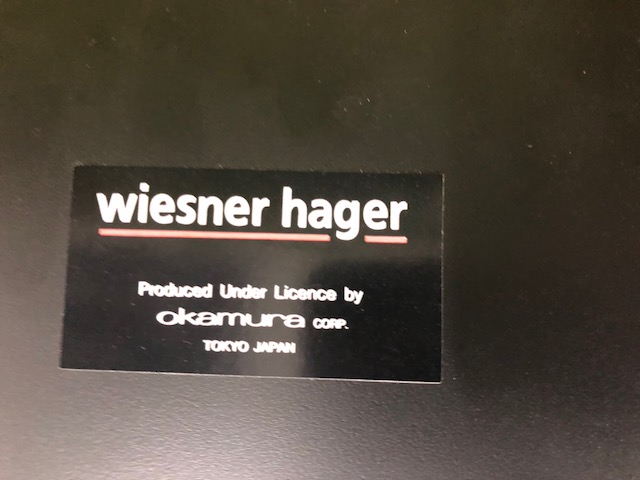 wiesner hager
Produced Under Licence by
okamura CORP.
TOKYO JAPAN